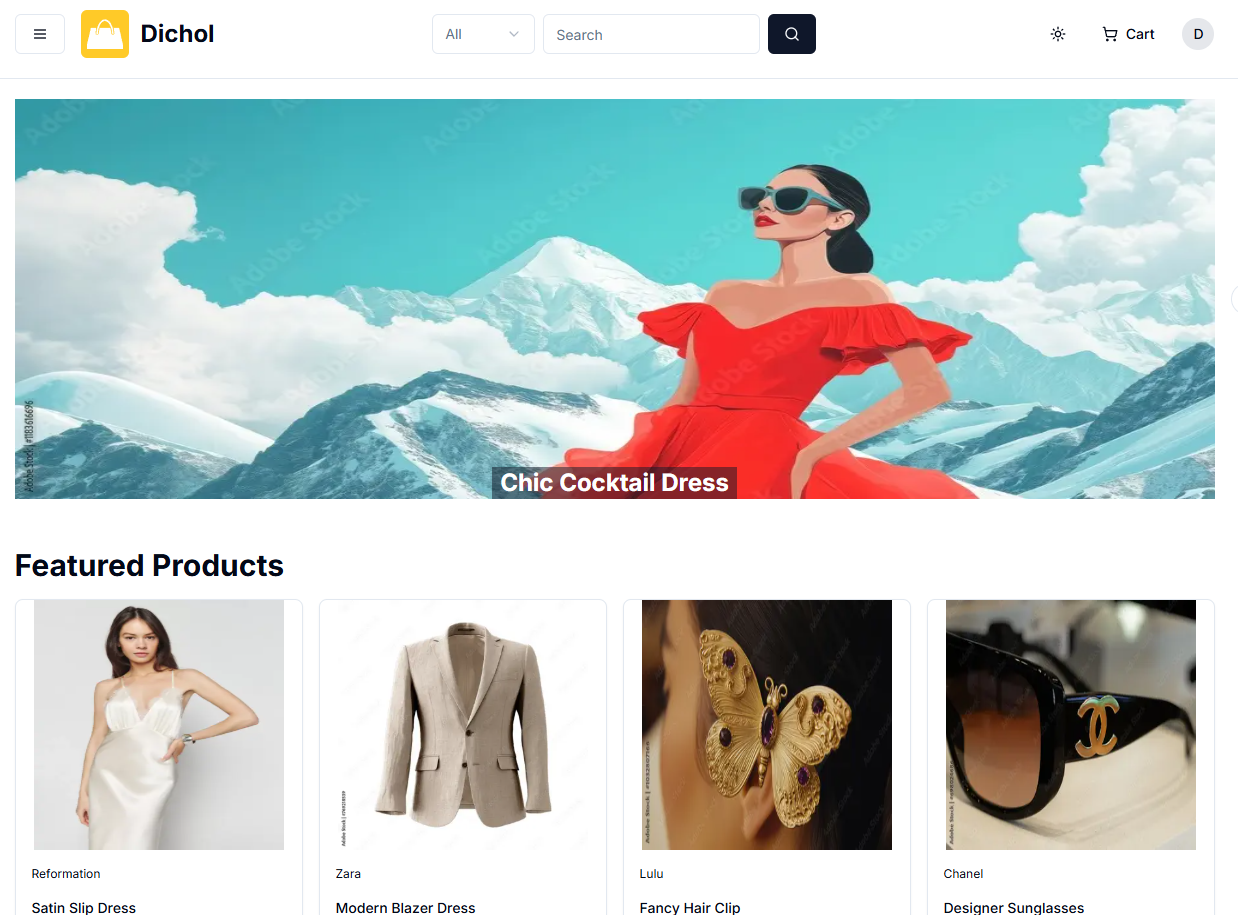 Dichol
All
Search
Cart
D
Adobe Stock | #1183616696
Chic Cocktail Dress
Featured Products
Reformation
Zara
Lulu
Chanel
Satin Slip Dress
Modern Blazer Dress
Fancy Hair Clip
Designer Sunglasses